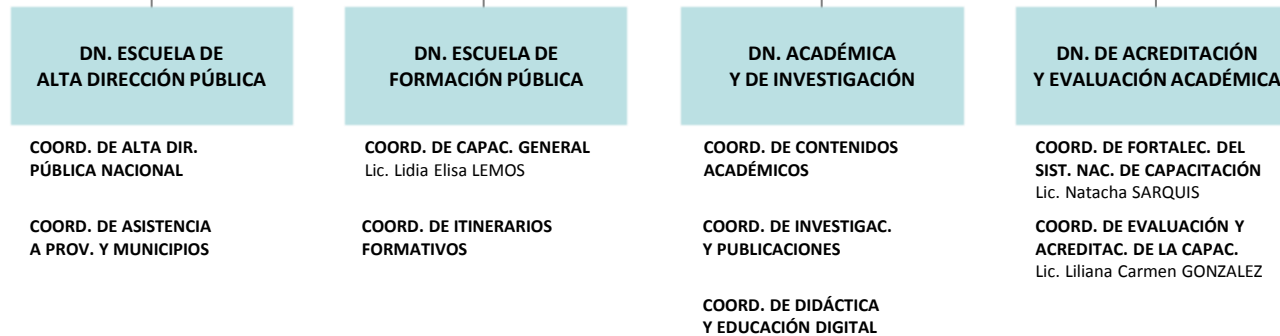 DN. ESCUELA DE
ALTA DIRECCIÓN PÚBLICA
COORD. DE ALTA DIR.
PÚBLICA NACIONAL
COORD. DE ASISTENCIA
A PROV. Y MUNICIPIOS
DN. ESCUELA DE
FORMACIÓN PÚBLICA
COORD. DE CAPAC. GENERAL
Lic. Lidia Elisa LEMOS
COORD. DE ITINERARIOS
FORMATIVOS
DN. ACADÉMICA
Y DE INVESTIGACIÓN
COORD. DE CONTENIDOS
ACADÉMICOS
COORD. DE INVESTIGAC.
Y PUBLICACIONES
COORD. DE DIDÁCTICA
Y EDUCACIÓN DIGITAL
DN. DE ACREDITACIÓN
Y EVALUACIÓN ACADÉMICA
COORD. DE FORTALEC. DEL
SIST. NAC. DE CAPACITACIÓN
Lic. Natacha SARQUIS
COORD. DE EVALUACIÓN Y
ACREDITAC. DE LA CAPAC.
Lic. Liliana Carmen GONZALEZ